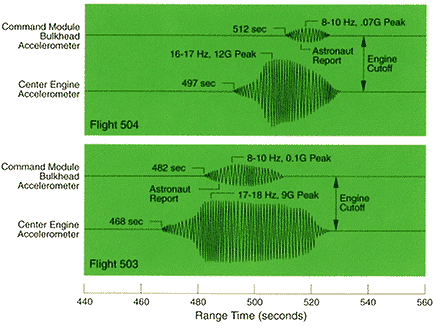 512 sec
8-10 Hz, .07G Peak
Command Module
Bulkhead
Accelerometer
16-17 Hz, 12G Peak
Astronaut
Report
Engine
Cutoff
497 sec
Center Engine
Accelerometer
Flight 504
482 sec
8-10 Hz, 0.1G Peak
Command Module
Bulkhead
Accelerometer
Astronaut
Report
17-18 Hz, 9G Peak
Engine
Cutoff
468 sec
Center Engine
Accelerometer
Flight 503
440 460 480 500 520 540 560
Range Time (seconds)